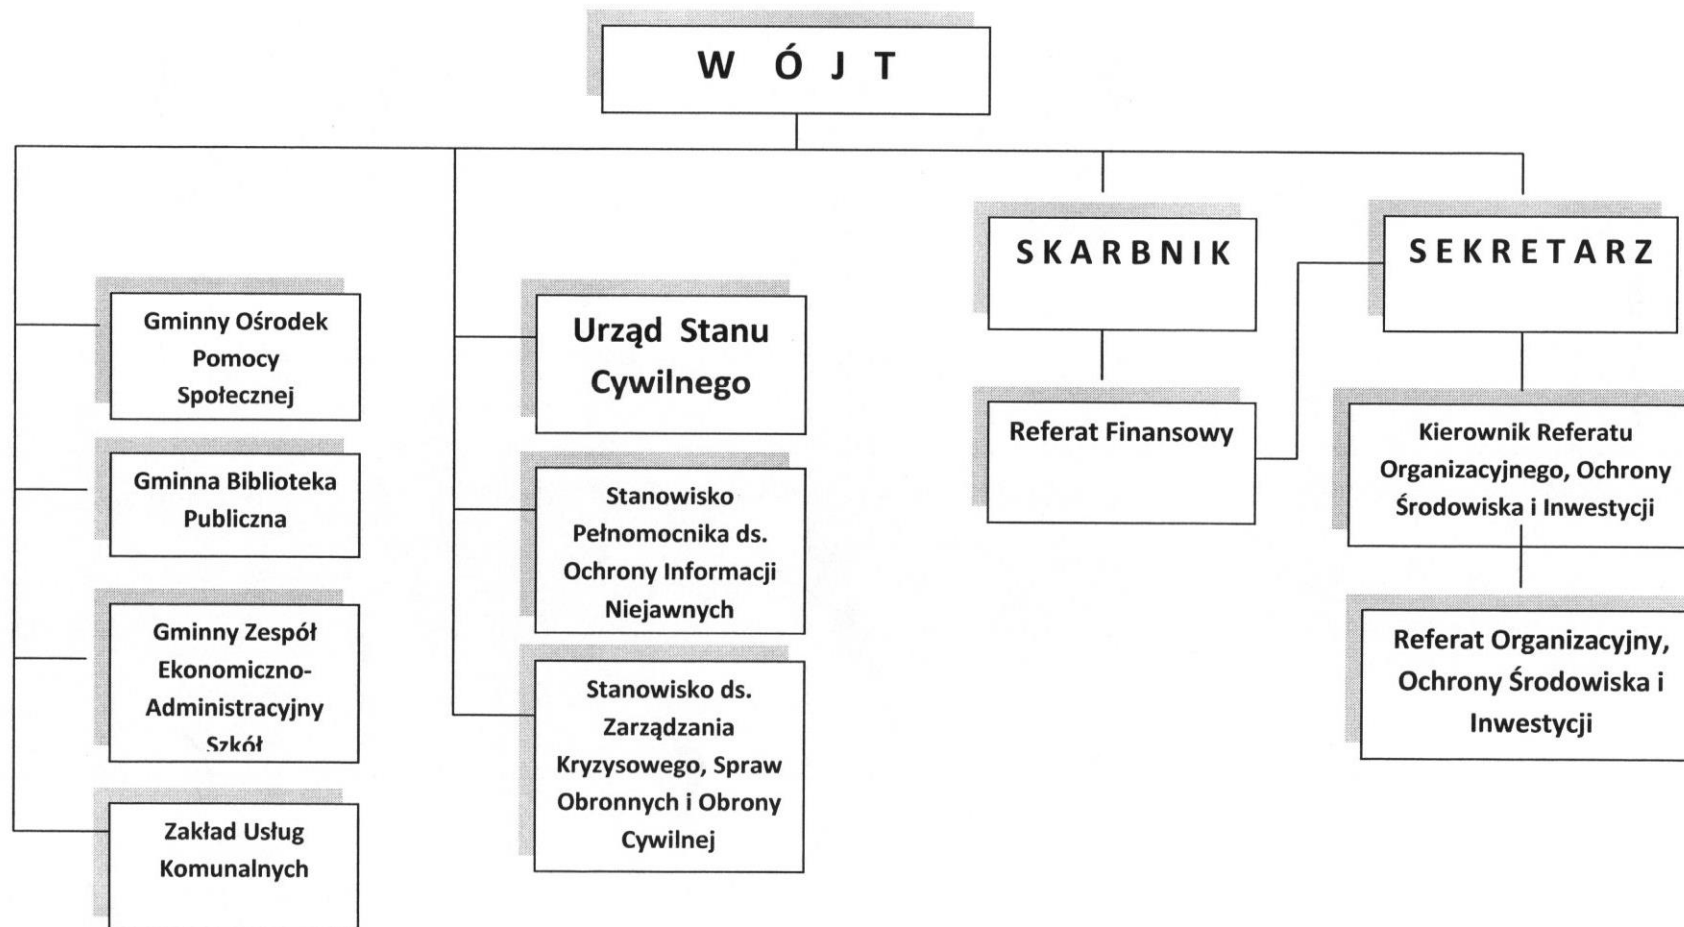 W Ó J T
SKARBNIK
SEKRETARZ
Gminny Ośrodek
Pomocy
Społecznej
Gminna Biblioteka
Publiczna
Gminny Zespół
Ekonomiczno-
Administracyjny
Szkół
Zakład Usług
Komunalnych
Urząd Stanu
Cywilnego
Stanowisko
Pełnomocnika ds.
Ochrony Informacji
Niejawnych
Stanowisko ds.
Zarządzania
Kryzysowego, Spraw
Obronnych i Obrony
Cywilnej
Referat Finansowy
Kierownik Referatu
Organizacyjnego, Ochrony
Środowiska i Inwestycji
Referat Organizacyjny,
Ochrony Środowiska i
Inwestycji